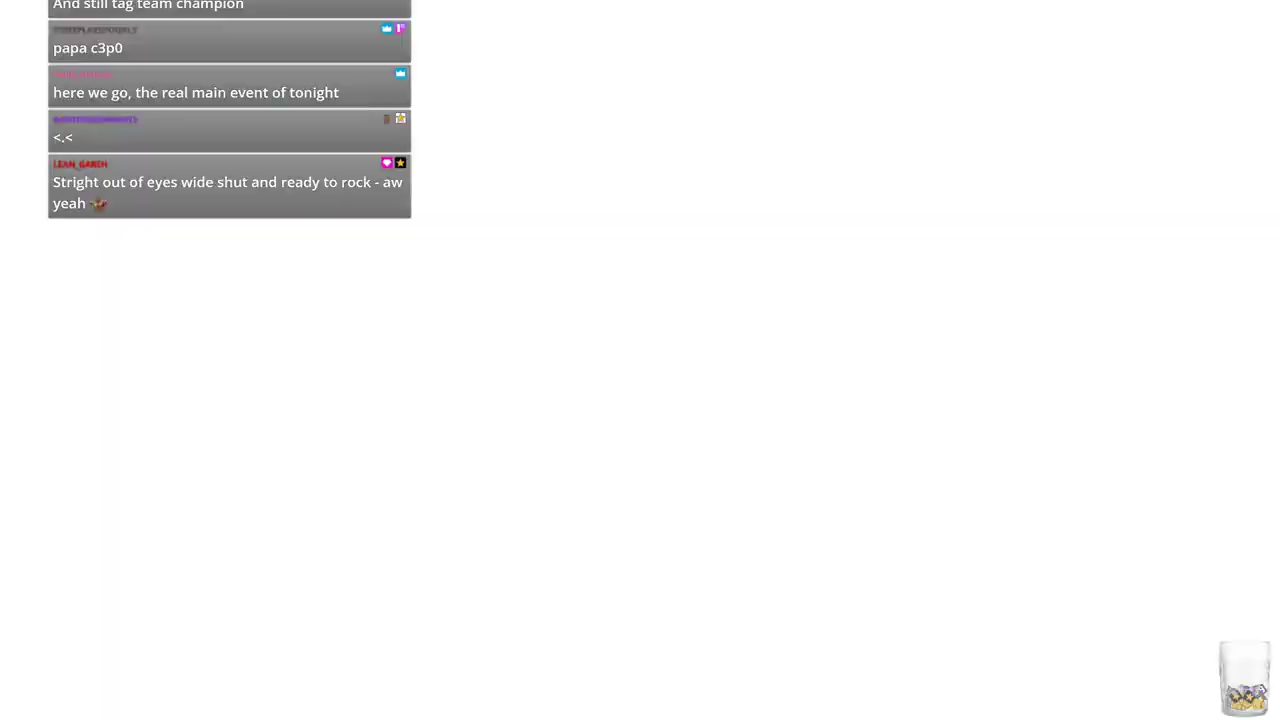 And still tag team champion
papa c3p0
here we go, the real main event of tonight
<.<
LEAN_GANEH
Stright out of eyes wide shut and ready to rock - aw
yeah